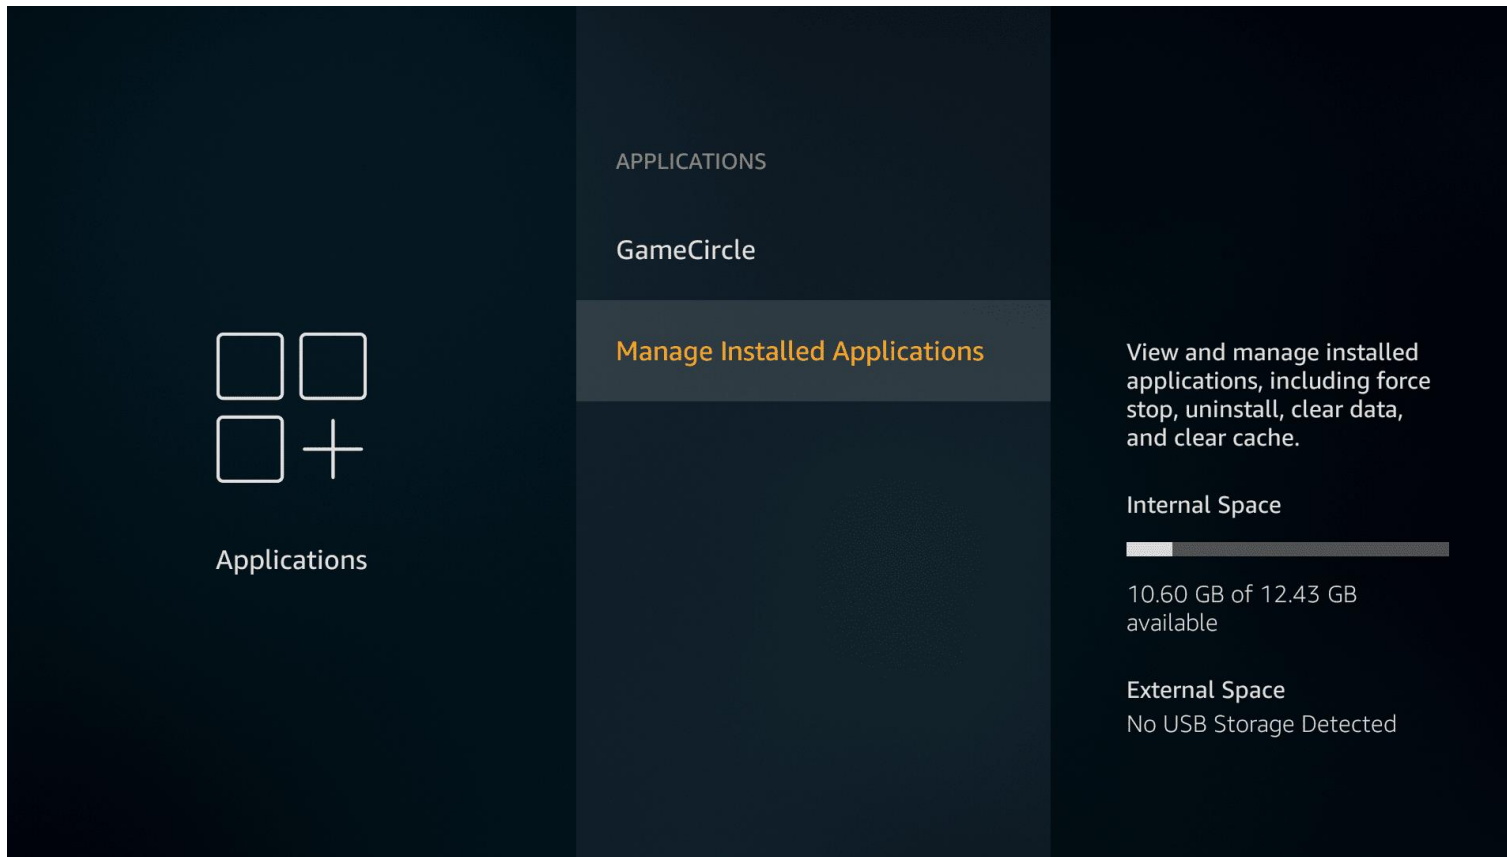 APPLICATIONS
GameCircle
Manage Installed Applications
Applications
View and manage installed
applications, including force
stop, uninstall, clear data,
and clear cache.
Internal Space
10.60 GB of 12.43 GB
available
External Space
No USB Storage Detected